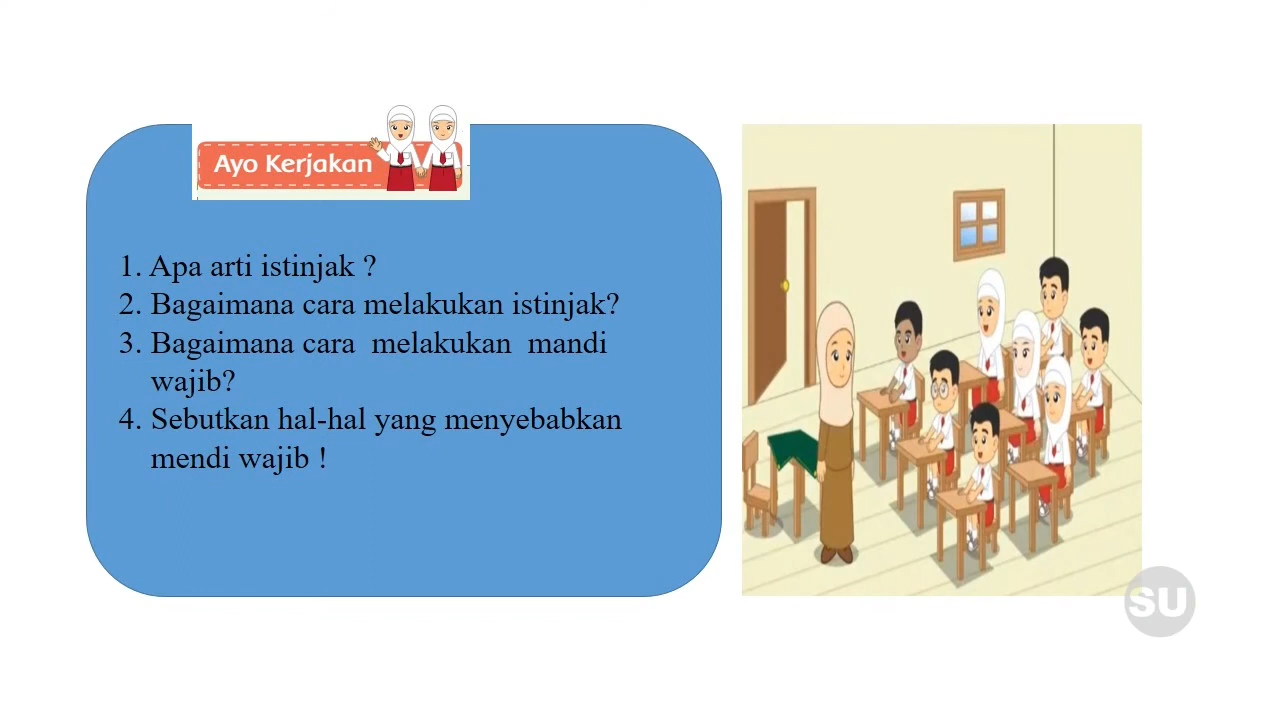 Ayo Kerjakan
1. Apa arti istinjak ?
2. Bagaimana cara melakukan istinjak?
3. Bagaimana cara melakukan mandi
wajib?
4. Sebutkan hal-hal yang menyebabkan
mendi wajib !
SU